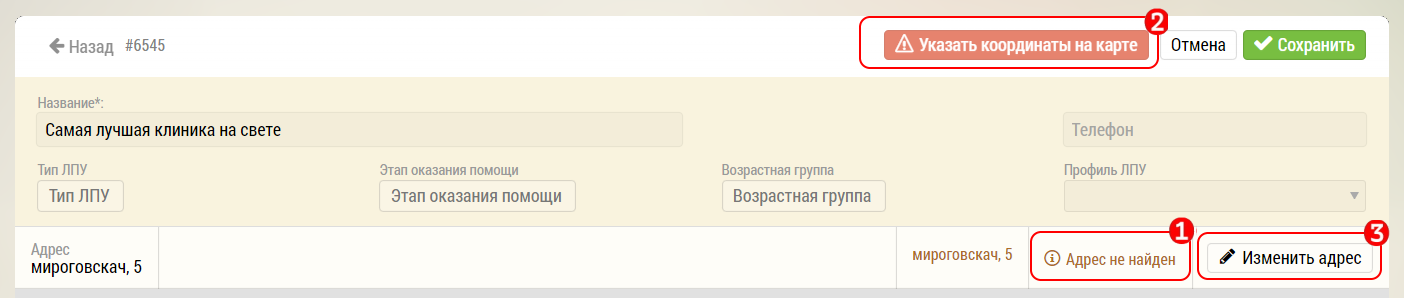 Назад #6545 Указать координаты на карте 2 Отмена Сохранить
Название*:
Самая лучшая клиника на свете Телефон
Тип ЛПУ Этап оказания помощи Возрастная группа Профиль ЛПУ
Тип ЛПУ Этап оказания помощи Возрастная группа
1 3
Адрес
мироговскач, 5 мироговскач, 5 Адрес не найден Изменить адрес